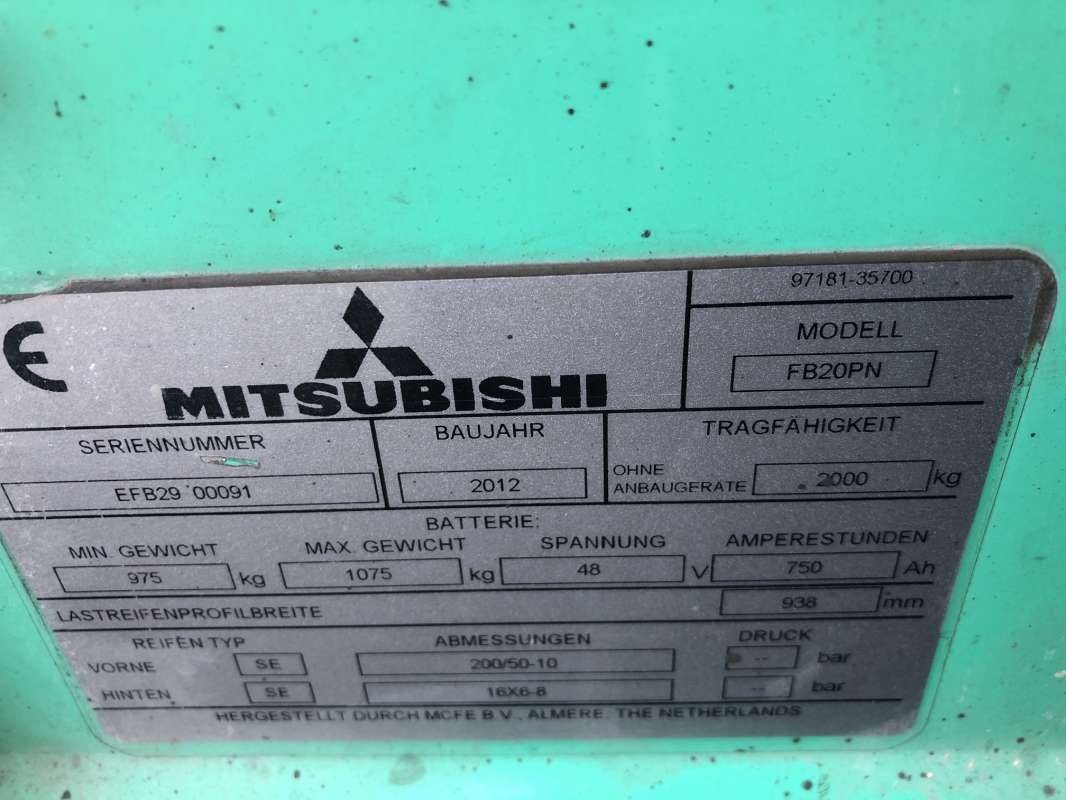 CE
97181-35700
MODELL
FB20PN
MITSUBISHI
SERIENNUMMER
EFB29 00091
BAUJAHR
2012
TRAGFÄHIGKEIT
OHNE
ANBAUGERÄTE 2000 kg
BATTERIE:
MIN. GEWICHT MAX. GEWICHT SPANNUNG AMPERESTUNDEN
975 kg 1075 kg 48 V 750 Ah
LASTREIFENPROFILBREITE 938 mm
REIFEN TYP ABMESSUNGEN DRUCK
VORNE SE 200/50-10 -- bar
HINTEN SE 16X6-8 -- bar
HERGESTELLT DURCH MCFE B.V., ALMERE, THE NETHERLANDS